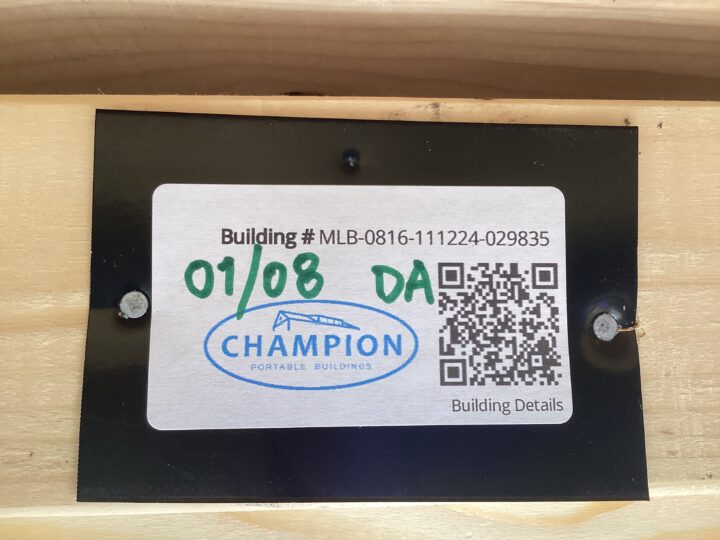 Building # MLB-0816-111224-029835
01/08 DA
CHAMPION
PORTABLE BUILDINGS
Building Details